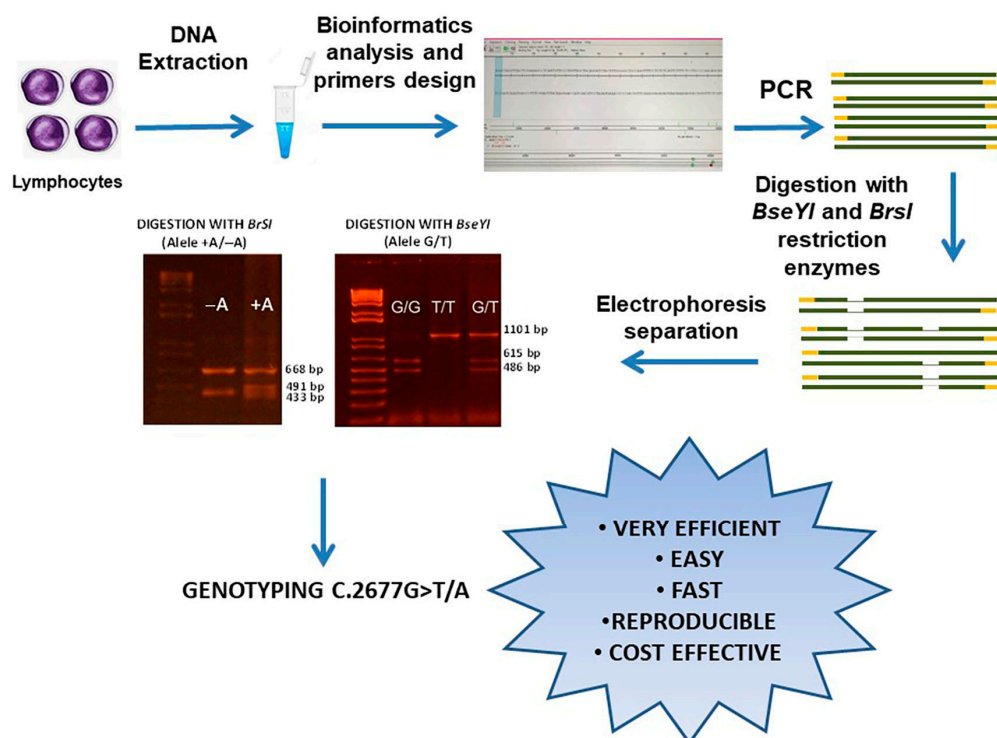 DNA
Extraction
Bioinformatics
analysis and
primers design
PCR
Lymphocytes
Digestion with
BseYI and BrsI
restriction
enzymes
Electrophoresis
separation
DIGESTION WITH BrSI
(Alele +A/–A)
–A
+A
668 bp
491 bp
433 bp
DIGESTION WITH BseYI
(Alele G/T)
G/G
T/T
G/T
1101 bp
615 bp
486 bp
GENOTYPING C.2677G>T/A
• VERY EFFICIENT
• EASY
• FAST
•REPRODUCIBLE
• COST EFFECTIVE